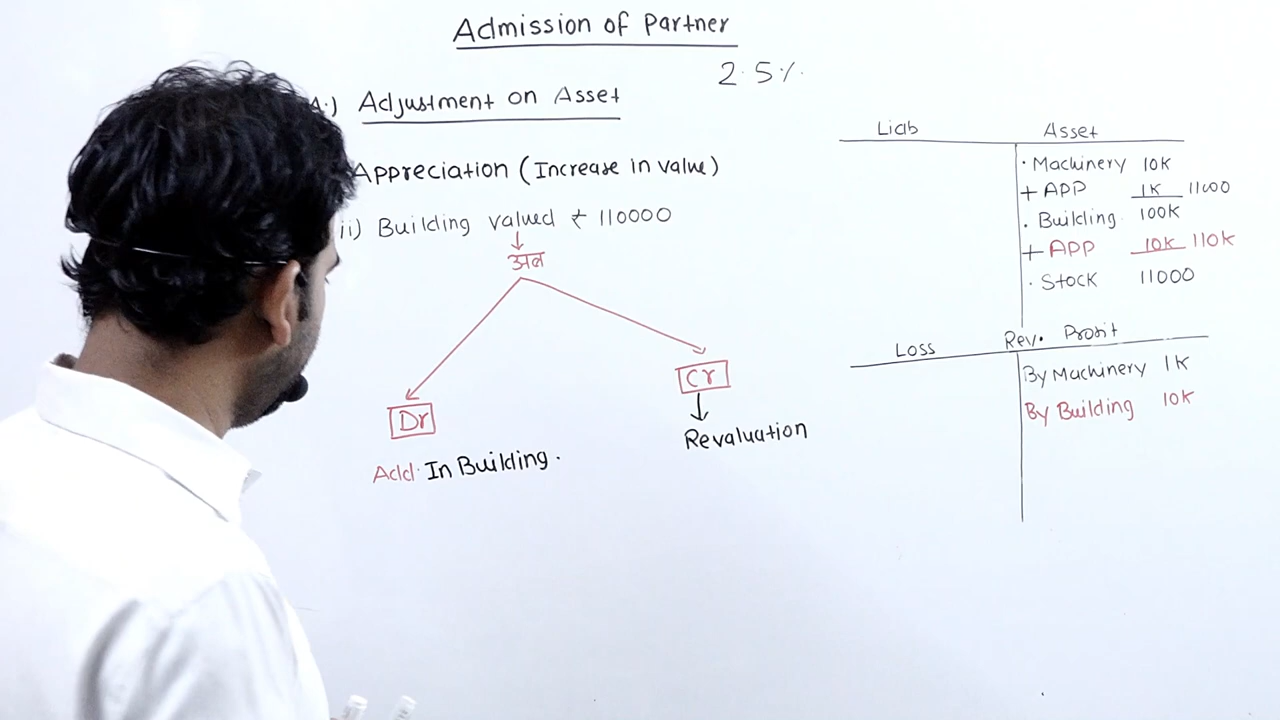 Admission of Partner
2.5%
A.) Adjustment on Asset
Appreciation (Increase in value)
ii) Building valued ₹ 110000
अब
Dr
Cr
Add In Building.
Revaluation
Liab Asset
. Machinery 10K
+ APP 1K 11000
. Building 100K
+ APP 10K 110K
. Stock 11000
Loss Rev. Profit
By Machinery 1K
By Building 10K